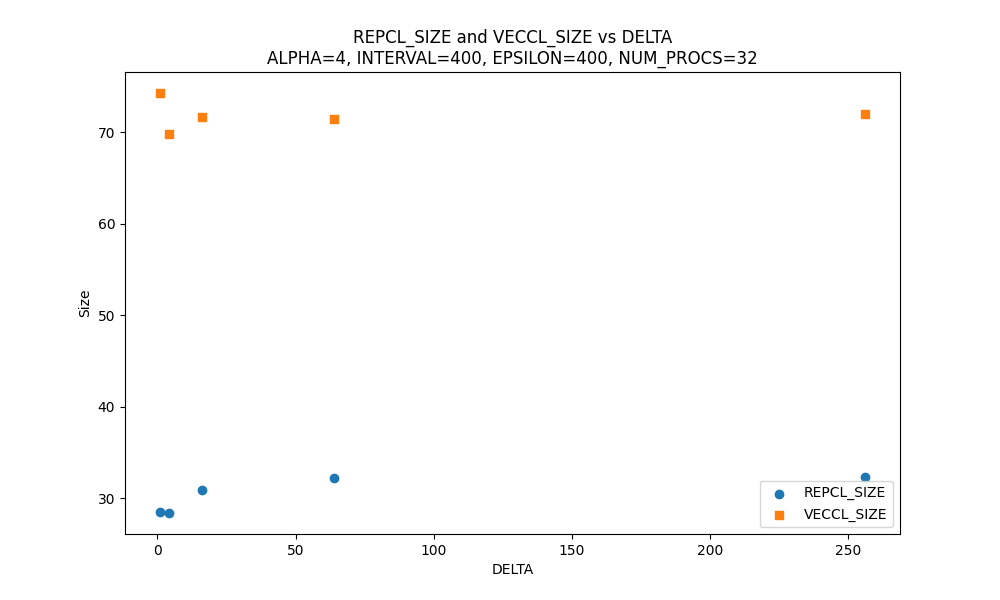 REPCL_SIZE and VECCL_SIZE vs DELTA
ALPHA=4, INTERVAL=400, EPSILON=400, NUM_PROCS=32
Size
70
60
50
40
30
REPCL_SIZE
VECCL_SIZE
0
50
100
150
200
250
DELTA